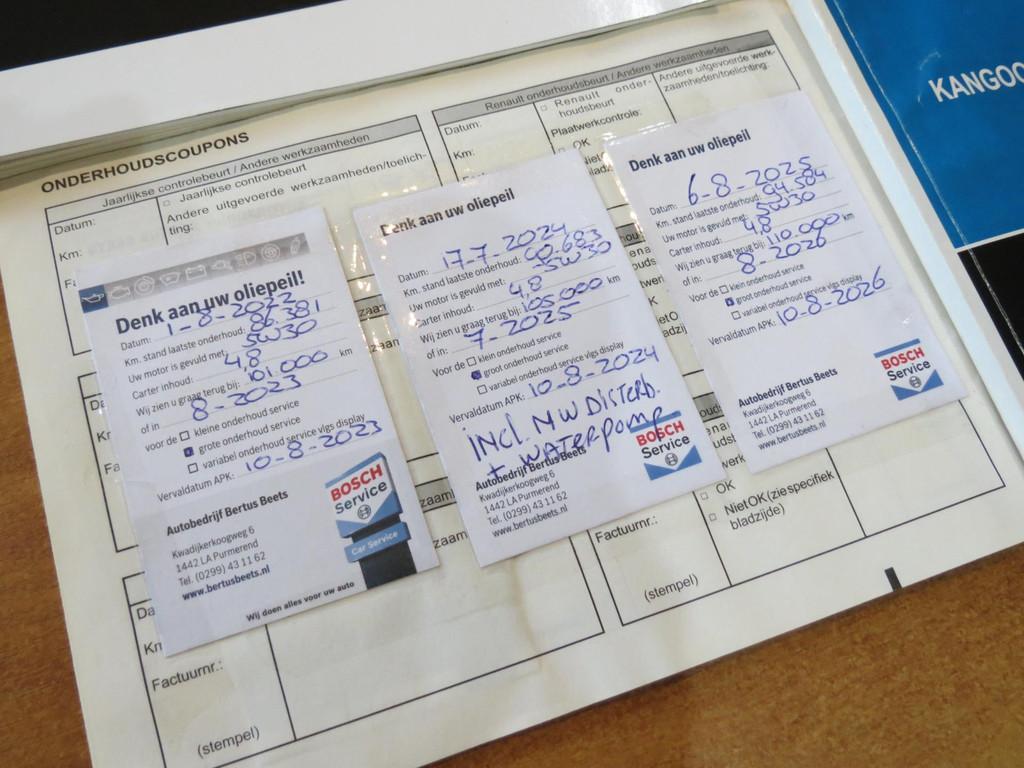 KANGOO
ONDERHOUDSCOUPONS
Jaarlijkse controlebeurt / Andere werkzaamheden
Datum:
□ Jaarlijkse controlebeurt
Andere uitgevoerde werkzaamheden/toelich-
ting:
Km:
Renault onderhoudsbeurt / Andere werkzaamheden
Datum:
□ Renault onder-
houdsbeurt
Andere uitgevoerde werk-
zaamheden/toelichting:
Plaatwerkcontrole:
Km:
OK
Denk aan uw oliepeil!
Datum: 1-8-2022
Km. stand laatste onderhoud: 86.381
Uw motor is gevuld met: 5W30
Carter inhoud: 4,8
Wij zien u graag terug bij: 101.000 km
of in 8-2023
voor de □ kleine onderhoud service
grote onderhoud service
□ variabel onderhoud service vlgs display
Vervaldatum APK: 10-8-2023
Autobedrijf Bertus Beets
Kwadijkerkoogweg 6
1442 LA Purmerend
Tel. (0299) 43 11 62
www.bertusbeets.nl
BOSCH
Service
Car Service
Wij doen alles voor uw auto
Denk aan uw oliepeil
Datum: 17-7-2024
Km. stand laatste onderhoud: 90.683
Uw motor is gevuld met: 5W30
Carter inhoud: 4,8
Wij zien u graag terug bij: 105.000 km
of in: 7-2025
Voor de □ klein onderhoud service
groot onderhoud service
□ variabel onderhoud service vlgs display
Vervaldatum APK: 10-8-2024
INCL. NW DISTRB.
+ WATERPOMP
Autobedrijf Bertus Beets
Kwadijkerkoogweg 6
1442 LA Purmerend
Tel. (0299) 43 11 62
www.bertusbeets.nl
BOSCH
Service
Denk aan uw oliepeil
Datum: 6-8-2025
Km. stand laatste onderhoud: 94.504
Uw motor is gevuld met: 5W30
Carter inhoud: 4,8
Wij zien u graag terug bij: 110.000 km
of in: 8-2026
Voor de □ klein onderhoud service
groot onderhoud service
□ variabel onderhoud service vlgs display
Vervaldatum APK: 10-8-2026
Autobedrijf Bertus Beets
Kwadijkerkoogweg 6
1442 LA Purmerend
Tel. (0299) 43 11 62
www.bertusbeets.nl
BOSCH
Service
Factuurnr.:
(stempel)
Factuurnr.:
(stempel)
□ OK
□ Niet OK (zie specifiek
bladzijde)